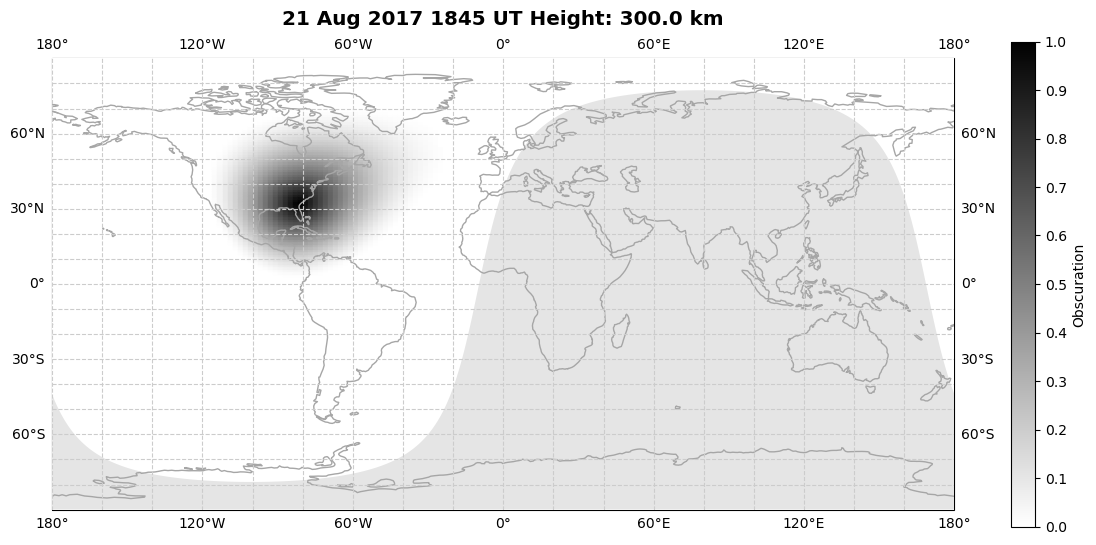 21 Aug 2017 1845 UT Height: 300.0 km
180° 120°W 60°W 0° 60°E 120°E 180°
60°N 60°N
30°N 30°N
0° 0°
30°S 30°S
60°S 60°S
180° 120°W 60°W 0° 60°E 120°E 180°
1.0
0.9
0.8
0.7
0.6
0.5
0.4
0.3
0.2
0.1
0.0
Obscuration